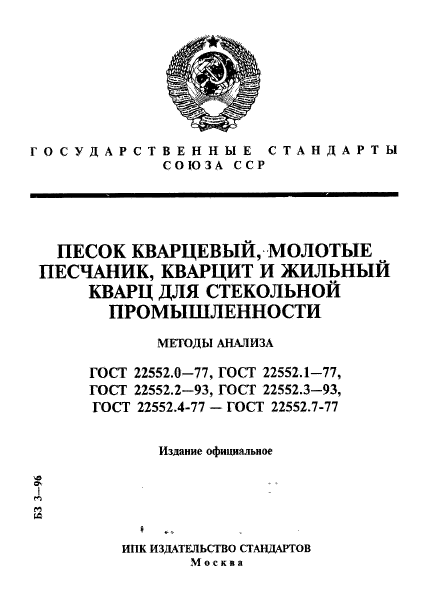 ГОСУДАРСТВЕННЫЕ СТАНДАРТЫ
СОЮЗА ССР
ПЕСОК КВАРЦЕВЫЙ, МОЛОТЫЕ
ПЕСЧАНИК, КВАРЦИТ И ЖИЛЬНЫЙ
КВАРЦ ДЛЯ СТЕКОЛЬНОЙ
ПРОМЫШЛЕННОСТИ
МЕТОДЫ АНАЛИЗА
ГОСТ 22552.0—77, ГОСТ 22552.1—77,
ГОСТ 22552.2—93, ГОСТ 22552.3—93,
ГОСТ 22552.4-77 — ГОСТ 22552.7-77
Издание официальное
БЗ 3—96
ИПК ИЗДАТЕЛЬСТВО СТАНДАРТОВ
Москва